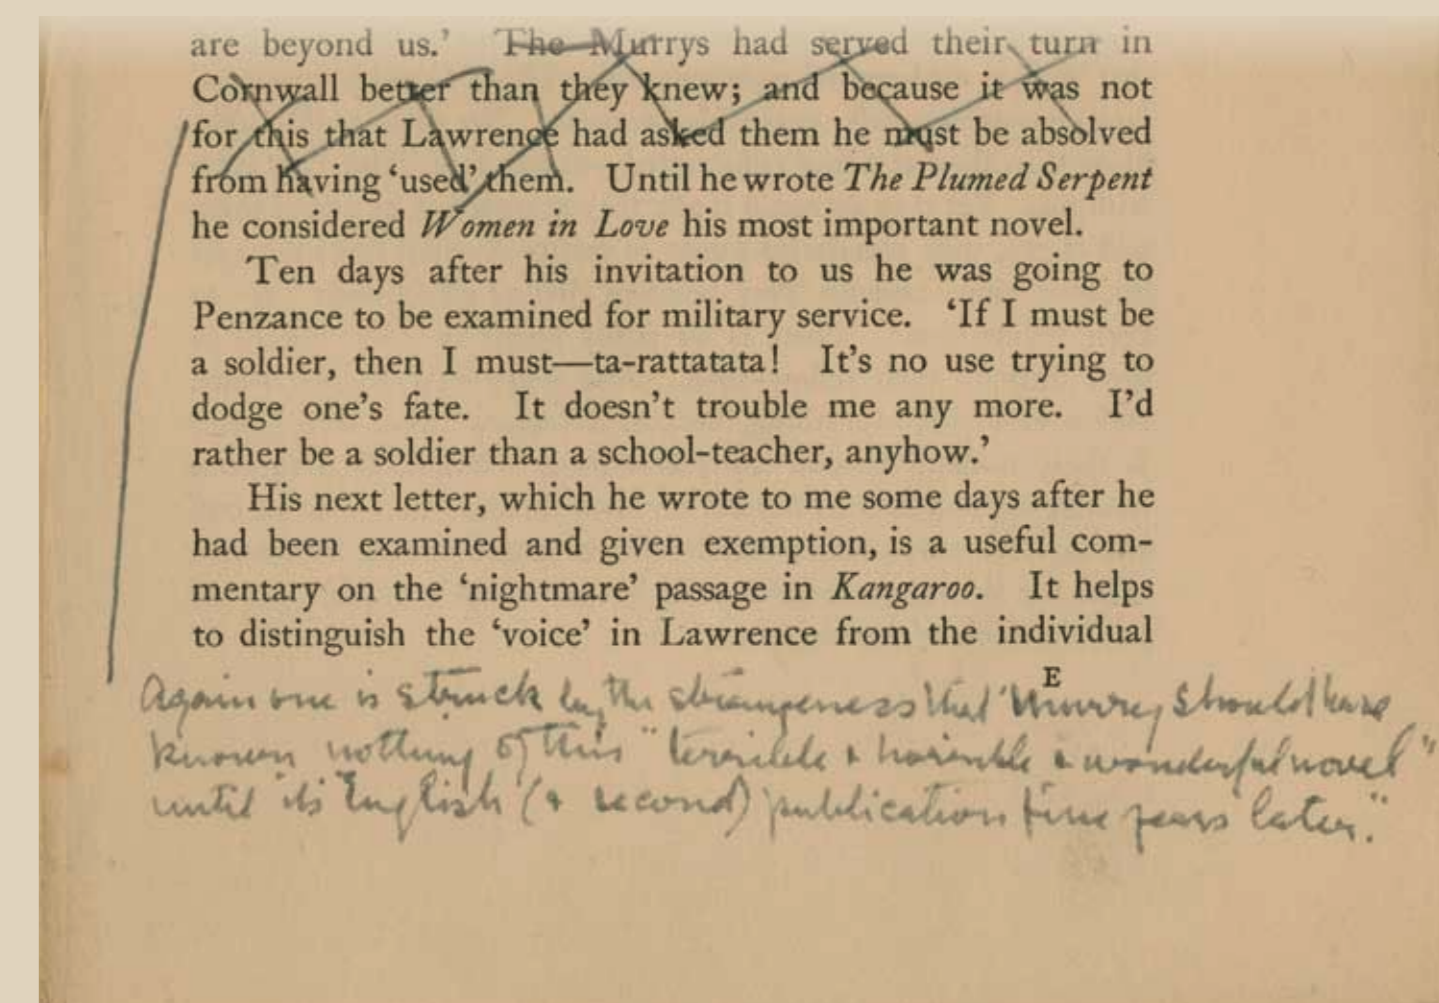 are beyond us.' The Murrys had served their turn in
Cornwall better than they knew; and because it was not
for this that Lawrence had asked them he must be absolved
from having 'used' them. Until he wrote The Plumed Serpent
he considered Women in Love his most important novel.
Ten days after his invitation to us he was going to
Penzance to be examined for military service. 'If I must be
a soldier, then I must—ta-rattatata! It's no use trying to
dodge one's fate. It doesn't trouble me any more. I'd
rather be a soldier than a school-teacher, anyhow.'
His next letter, which he wrote to me some days after he
had been examined and given exemption, is a useful com-
mentary on the 'nightmare' passage in Kangaroo. It helps
to distinguish the 'voice' in Lawrence from the individual
E
Again one is struck by the strangeness that Murry should have
known nothing of this "terrible & horrible & wonderful novel"
until its English (& second) publication five years later."